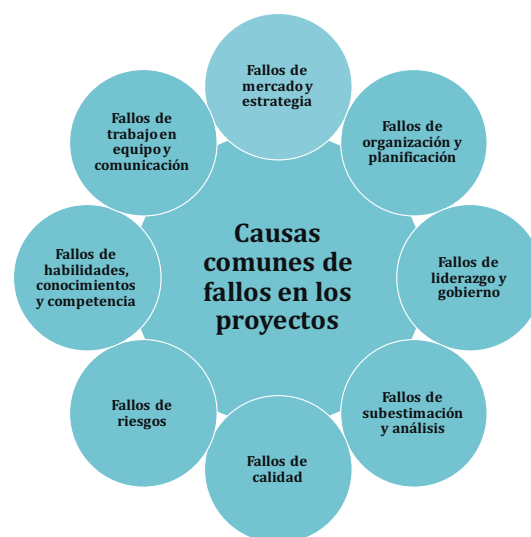 Fallos de
mercado y
estrategia
Fallos de
organización y
planificación
Fallos de
liderazgo y
gobierno
Fallos de
subestimación
y análisis
Fallos de
calidad
Fallos de
riesgos
Fallos de
habilidades,
conocimientos
y competencia
Fallos de
trabajo en
equipo y
comunicación
Causas
comunes de
fallos en los
proyectos